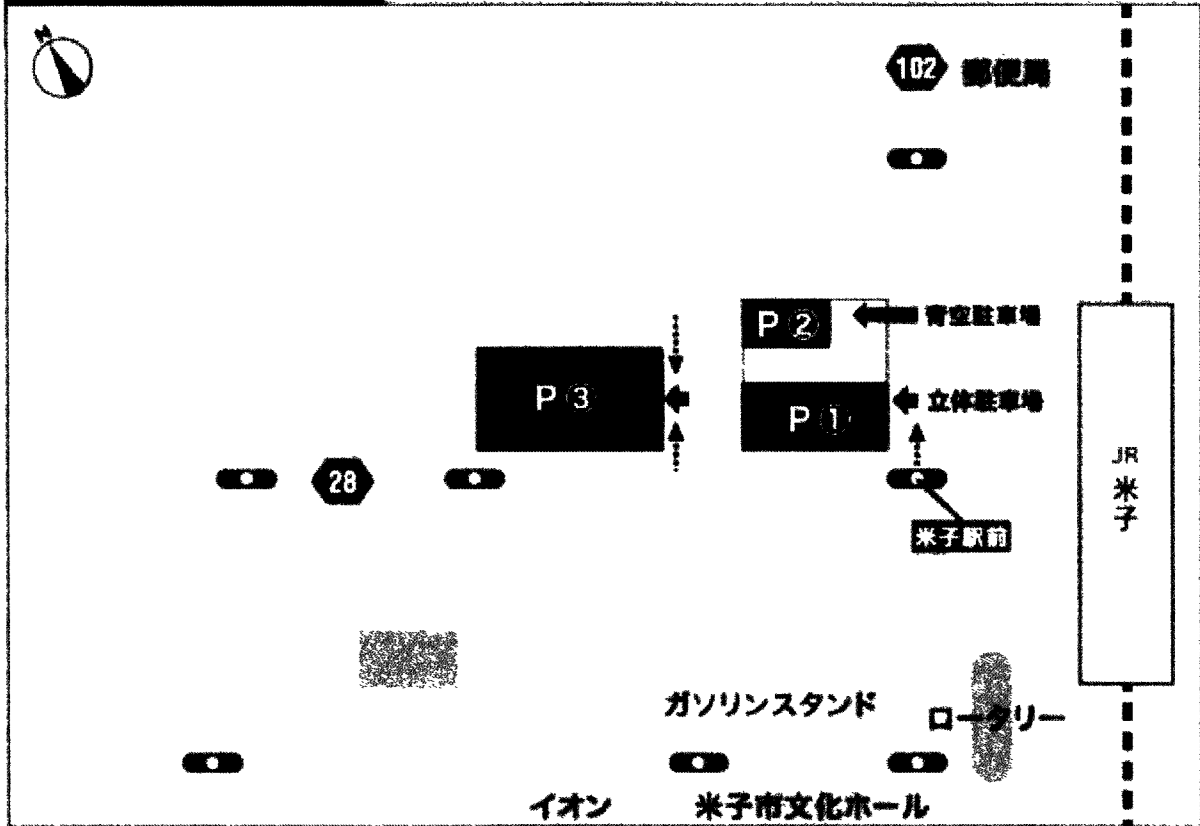 N
102 郵便局
P② 青空駐車場
P③
P① 立体駐車場
JR
米子
28
米子駅前
ガソリンスタンド
ロータリー
イオン
米子市文化ホール